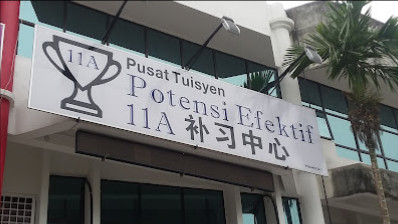 11A
Pusat Tuisyen
Potensi Efektif
11A 补习中心